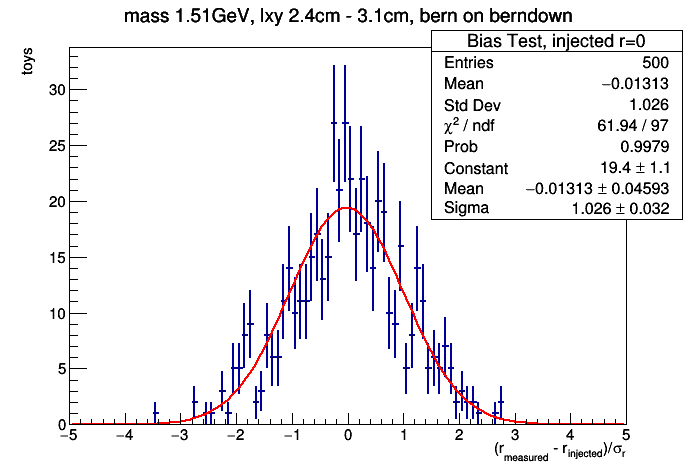 mass 1.51GeV, lxy 2.4cm - 3.1cm, bern on berndown
toys
Bias Test, injected r=0
Entries 500
Mean −0.01313
Std Dev 1.026
χ² / ndf 61.94 / 97
Prob 0.9979
Constant 19.4 ± 1.1
Mean −0.01313 ± 0.04593
Sigma 1.026 ± 0.032
30
25
20
15
10
5
0
−5 −4 −3 −2 −1 0 1 2 3 4 5
(r_measured - r_injected)/σ_r